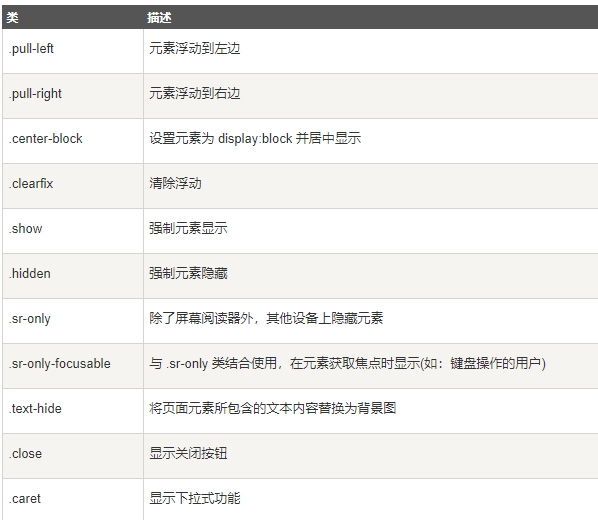 类 描述
.pull-left 元素浮动到左边
.pull-right 元素浮动到右边
.center-block 设置元素为 display:block 并居中显示
.clearfix 清除浮动
.show 强制元素显示
.hidden 强制元素隐藏
.sr-only 除了屏幕阅读器外，其他设备上隐藏元素
.sr-only-focusable 与 .sr-only 类结合使用，在元素获取焦点时显示(如：键盘操作的用户)
.text-hide 将页面元素所包含的文本内容替换为背景图
.close 显示关闭按钮
.caret 显示下拉式功能